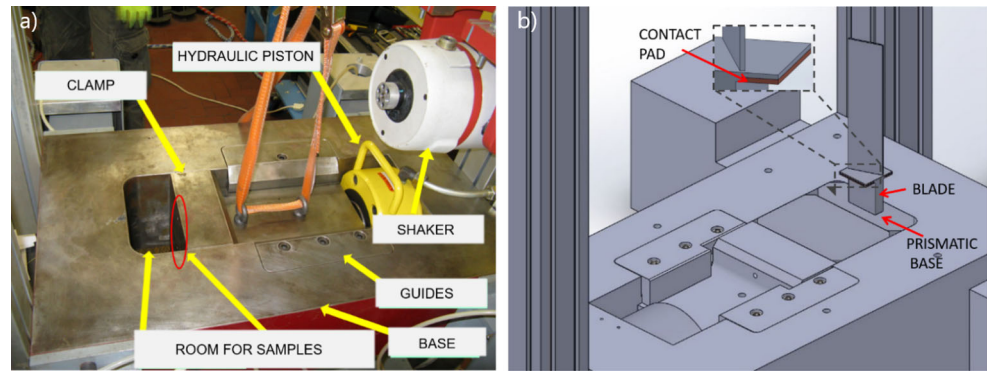 a)
HYDRAULIC PISTON
CLAMP
SHAKER
GUIDES
BASE
ROOM FOR SAMPLES
b)
CONTACT
PAD
BLADE
PRISMATIC
BASE